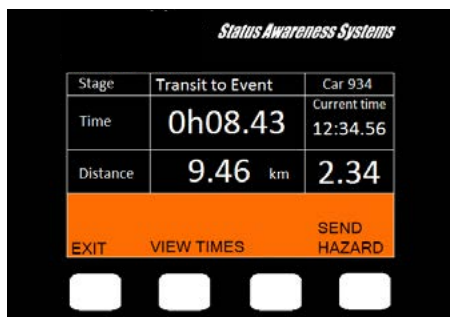 Status Awareness Systems
Stage Transit to Event Car 934
Time 0h08.43 Current time 12:34.56
Distance 9.46 km 2.34
EXIT VIEW TIMES SEND HAZARD